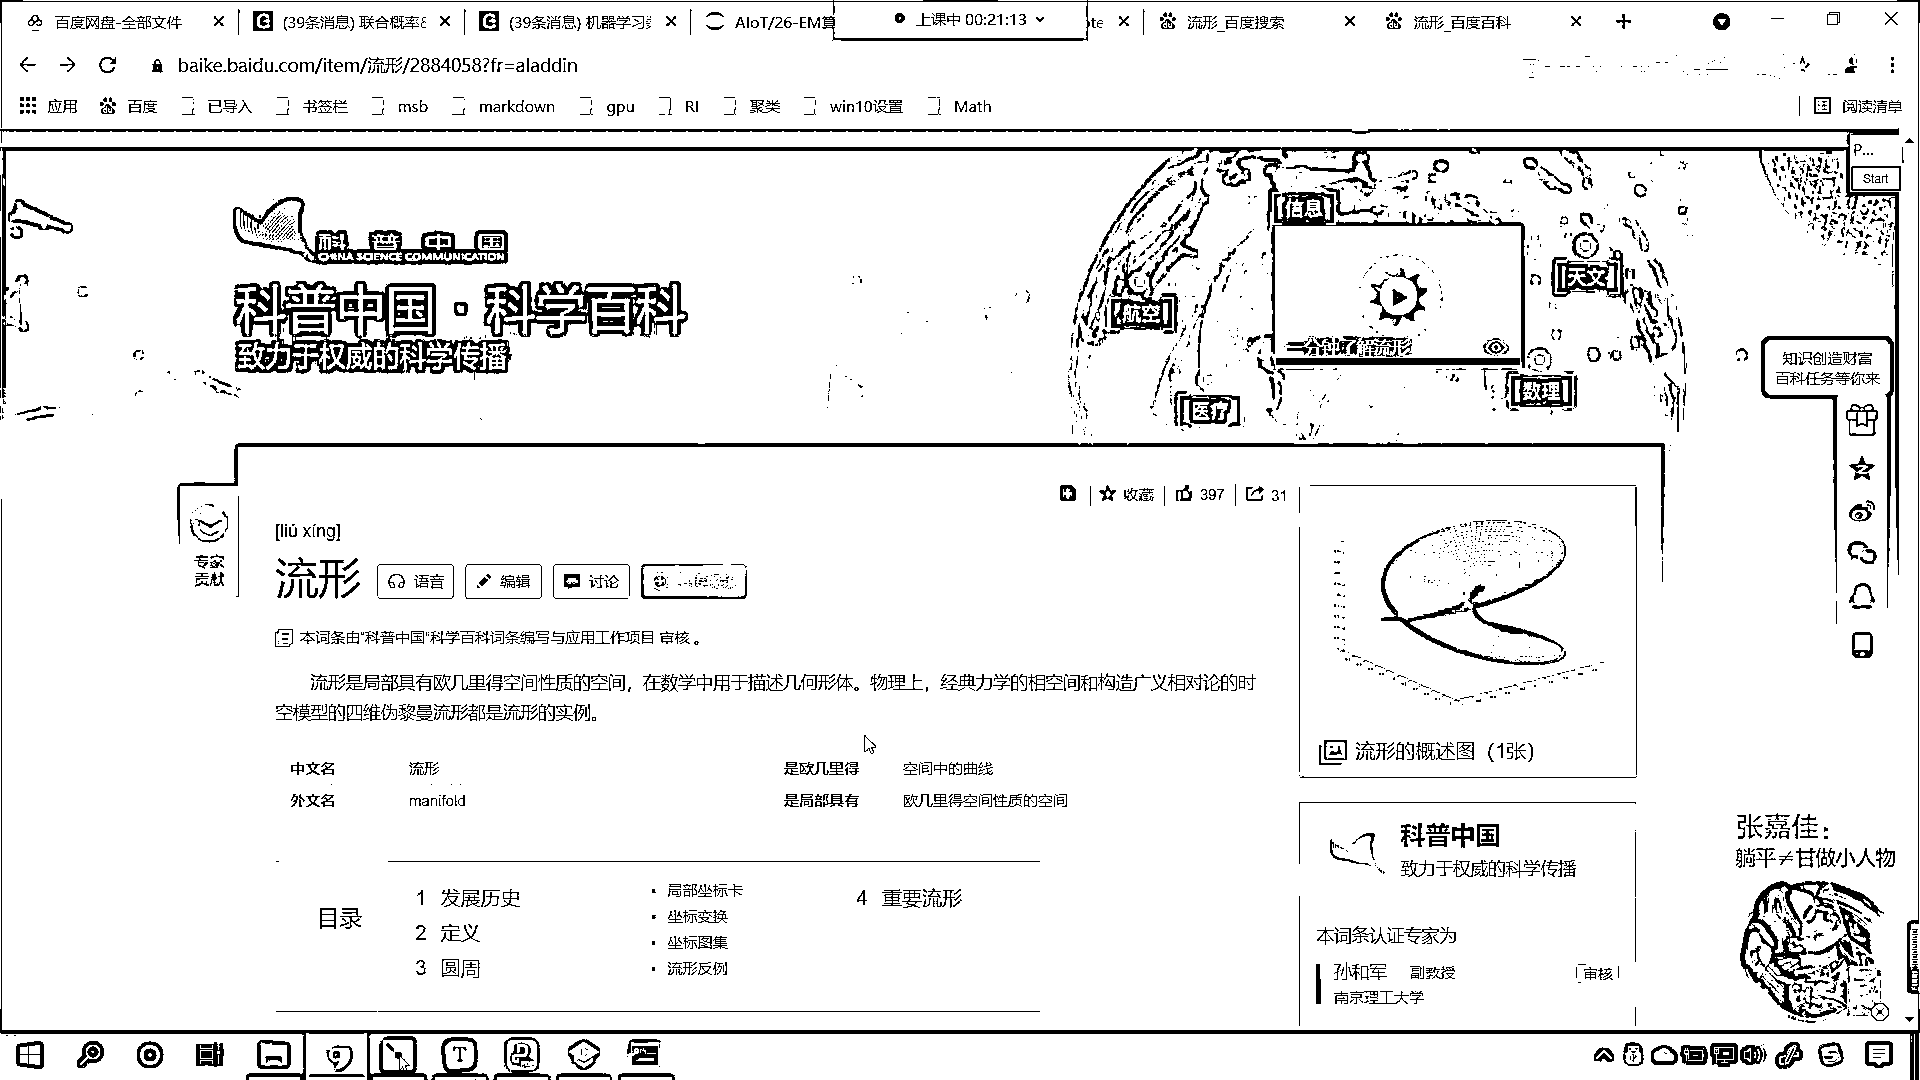 百度网盘-全部文件
(39条消息) 联合概率
(39条消息) 机器学习
AIoT/26-EM算
上课中 00:21:13
te
流形_百度搜索
流形_百度百科
baike.baidu.com/item/流形/2884058?fr=aladdin
应用
百度
已导入
书签栏
msb
markdown
gpu
RI
聚类
win10设置
Math
阅读清单
P...
Start
科普中国
CHINA SCIENCE COMMUNICATION
科普中国·科学百科
致力于权威的科学传播
信息
天文
航空
一分钟了解流形
数理
医疗
知识创造财富
百科任务等你来
专家
贡献
收藏
397
31
[liú xíng]
流形
语音
编辑
讨论
本词条由“科普中国”科学百科词条编写与应用工作项目 审核 。
流形是局部具有欧几里得空间性质的空间，在数学中用于描述几何形体。物理上，经典力学的相空间和构造广义相对论的时
空模型的四维伪黎曼流形都是流形的实例。
中文名 流形
是欧几里得 空间中的曲线
外文名 manifold
是局部具有 欧几里得空间性质的空间
流形的概述图（1张）
目录
1 发展历史
2 定义
3 圆周
局部坐标卡
坐标变换
坐标图集
流形反例
4 重要流形
科普中国
致力于权威的科学传播
本词条认证专家为
孙和军 副教授 审核
南京理工大学
张嘉佳：
躺平≠甘做小人物